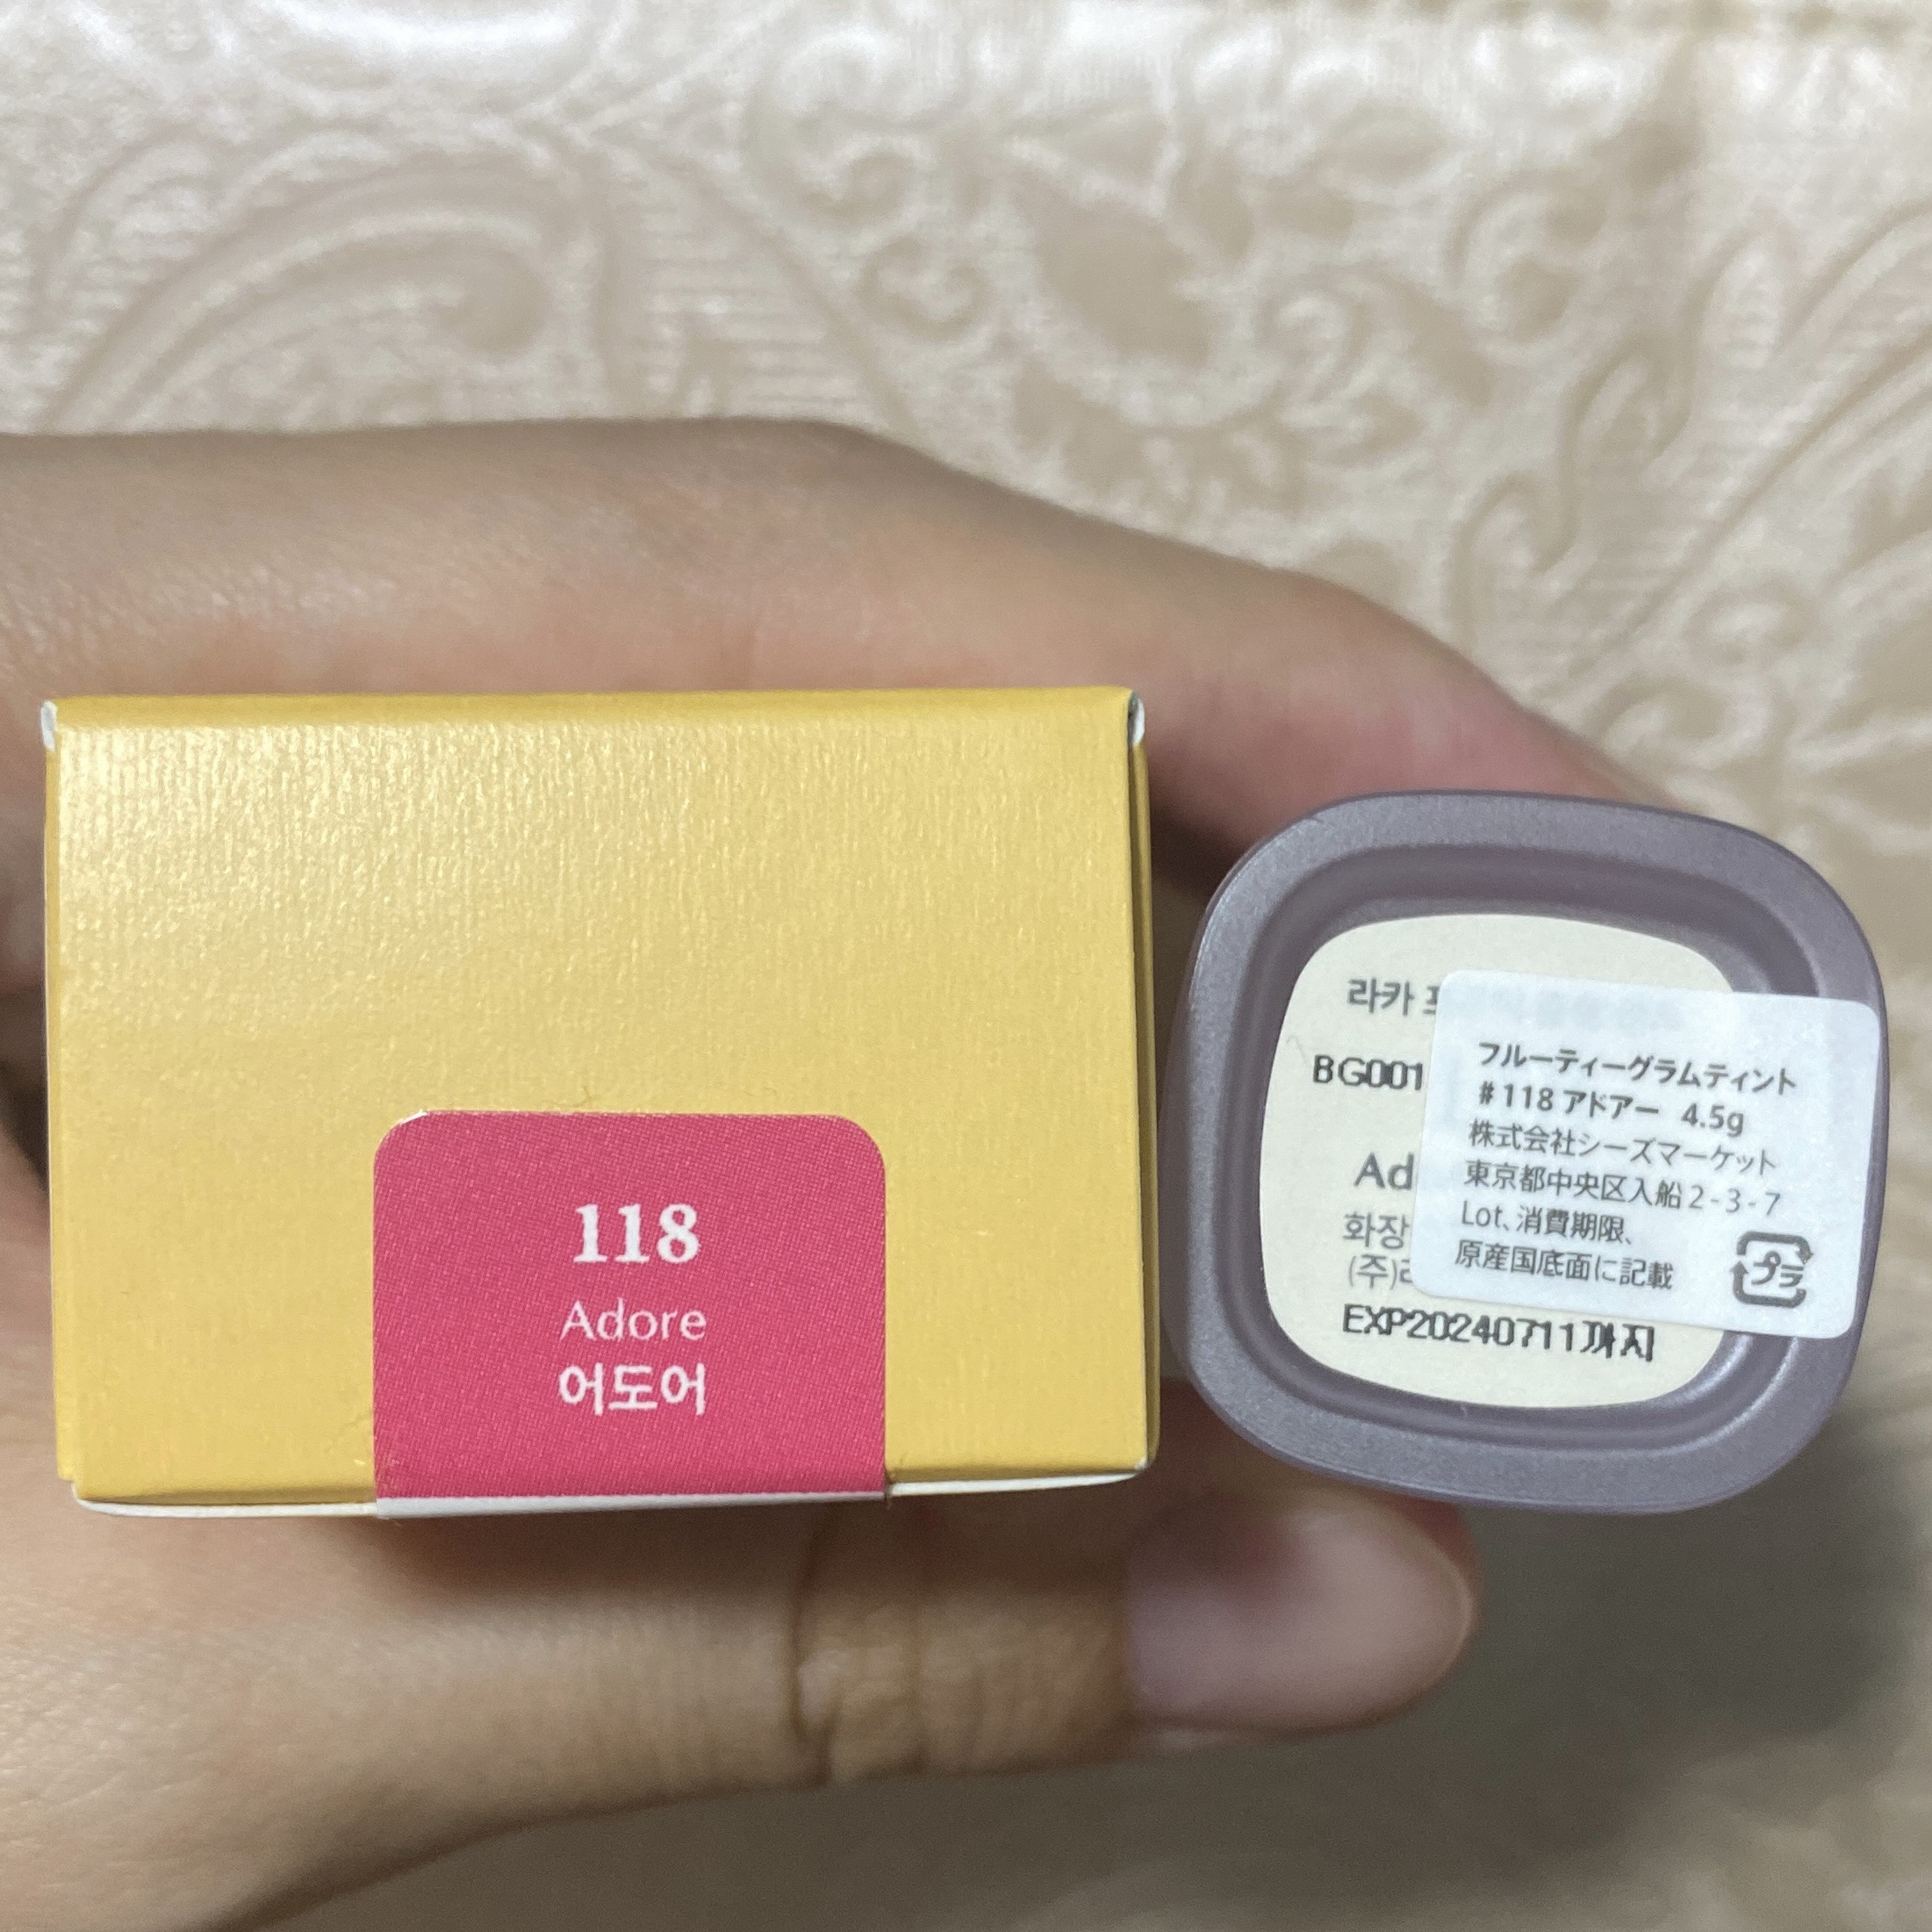 118
Adore
어도어
라카
BG001
フルーティーグラムティント
#118 アドアー 4.5g
株式会社シーズマーケット
東京都中央区入船2-3-7
Lot、消費期限、
原産国底面に記載
プラ
화장
(주)
EXP20240711까지